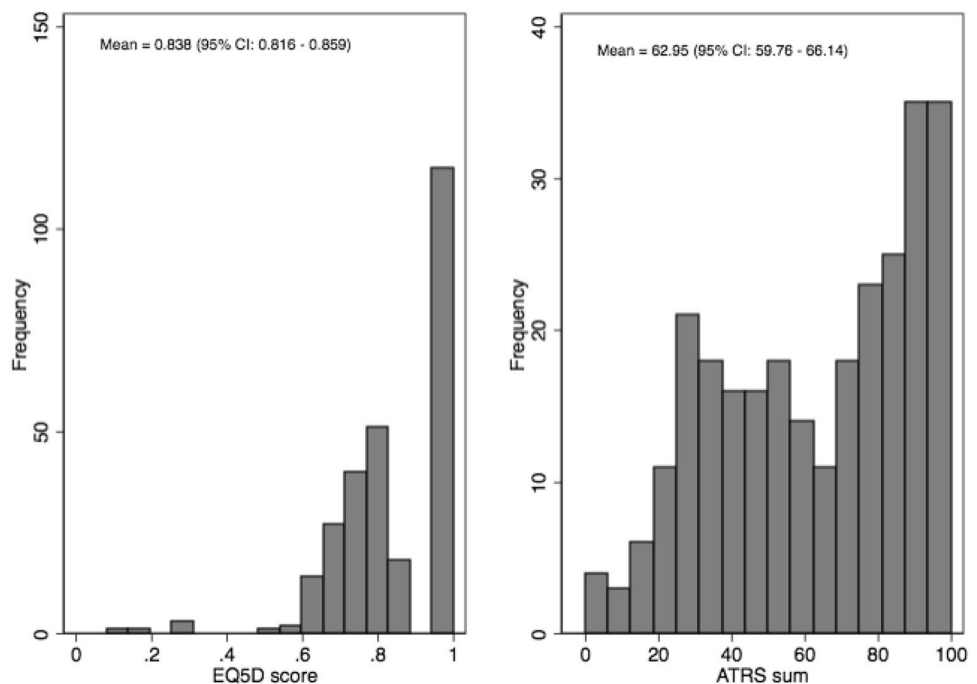 Mean = 0.838 (95% CI: 0.816 - 0.859)
150
100
50
0
Frequency
0 .2 .4 .6 .8 1
EQ5D score
Mean = 62.95 (95% CI: 59.76 - 66.14)
40
30
20
10
0
Frequency
0 20 40 60 80 100
ATRS sum